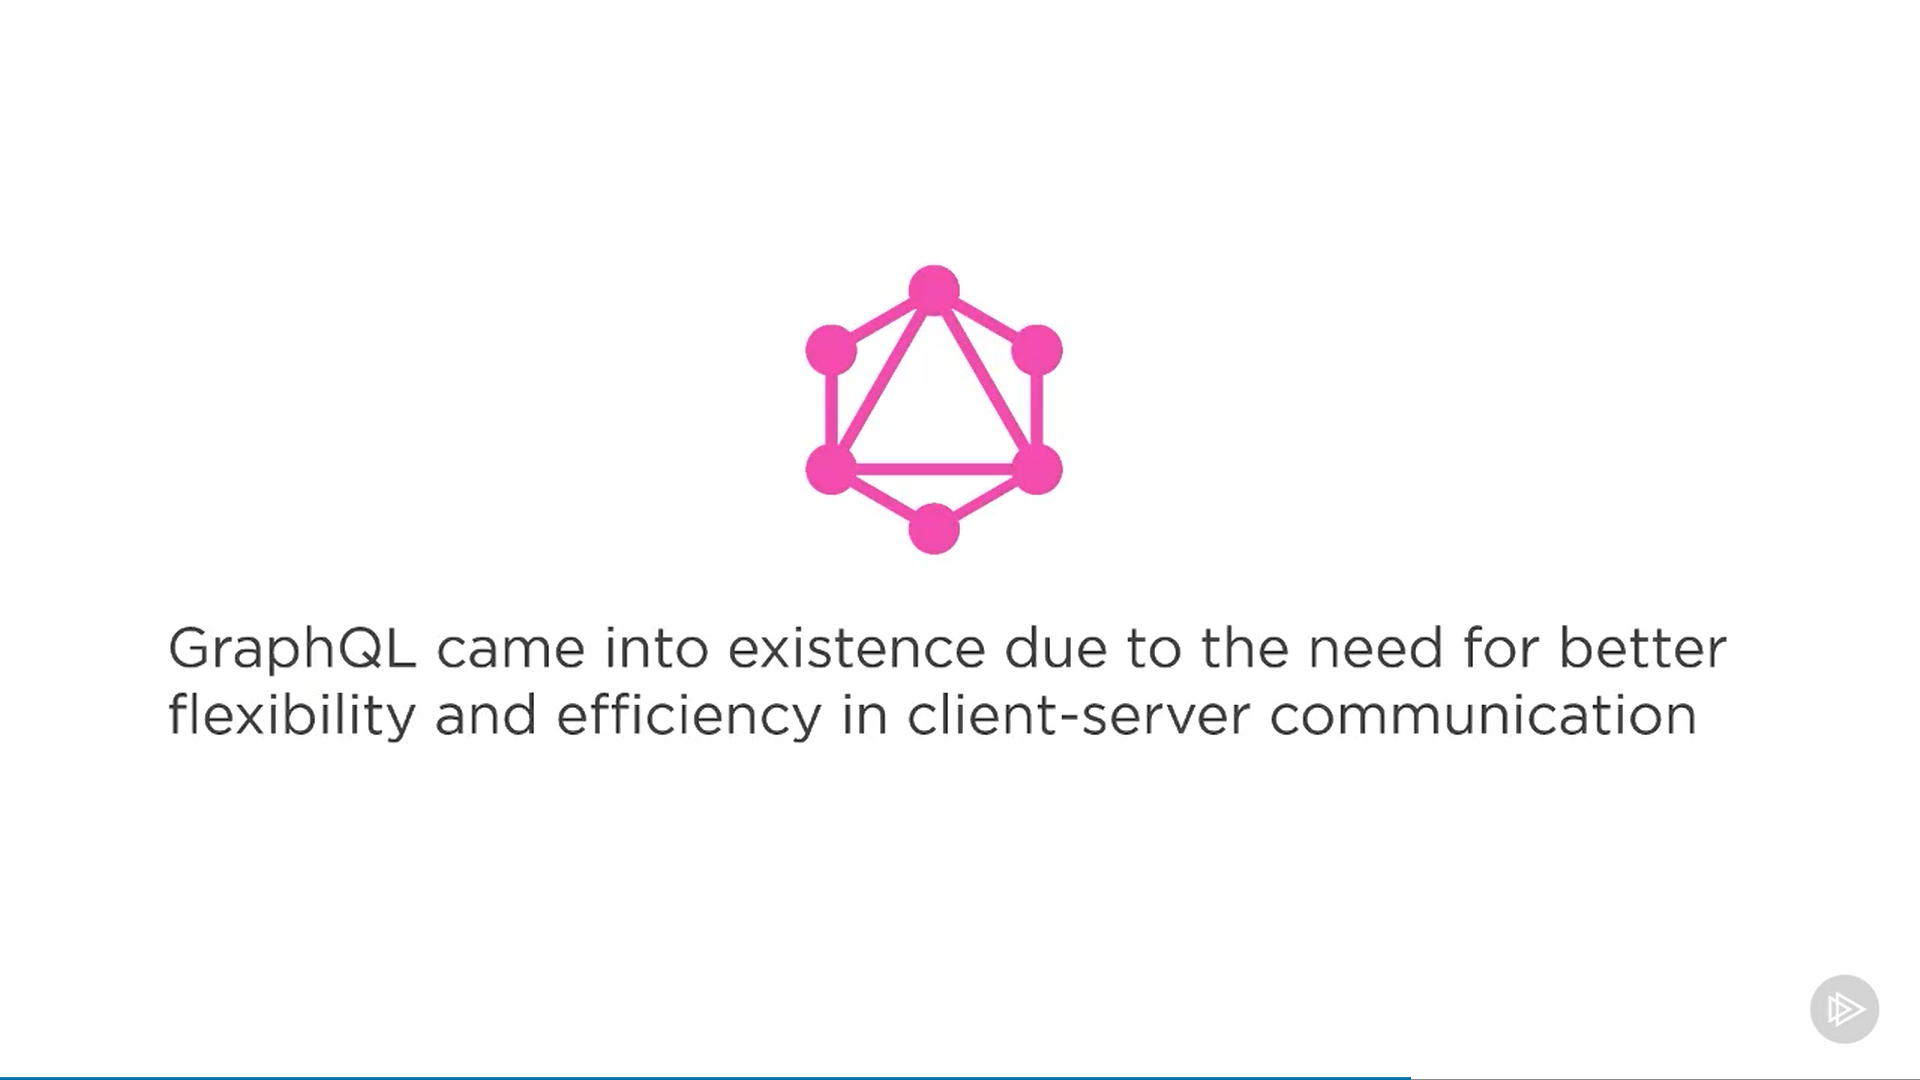 GraphQL came into existence due to the need for better
flexibility and efficiency in client-server communication